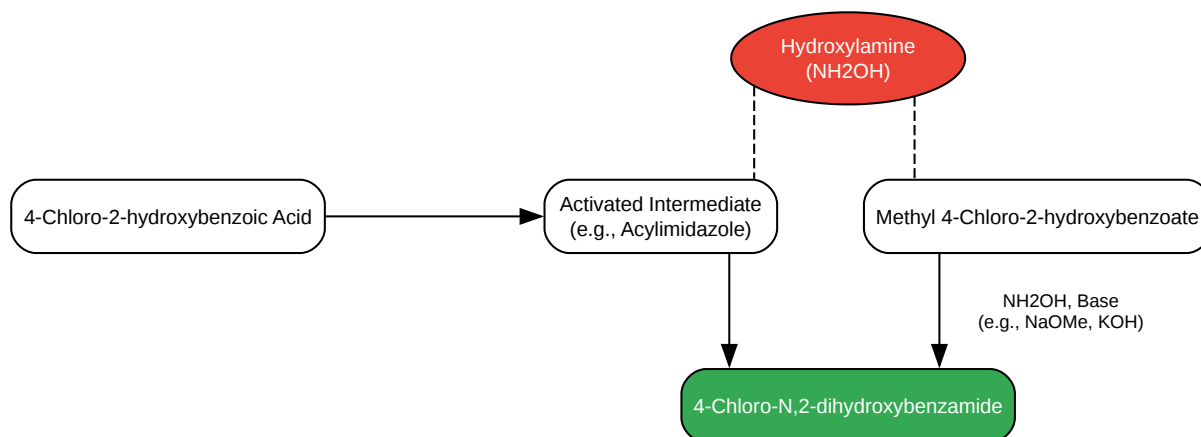 Hydroxylamine
(NH2OH)
4-Chloro-2-hydroxybenzoic Acid
Activated Intermediate
(e.g., Acylimidazole)
Methyl 4-Chloro-2-hydroxybenzoate
NH2OH, Base
(e.g., NaOMe, KOH)
4-Chloro-N,2-dihydroxybenzamide